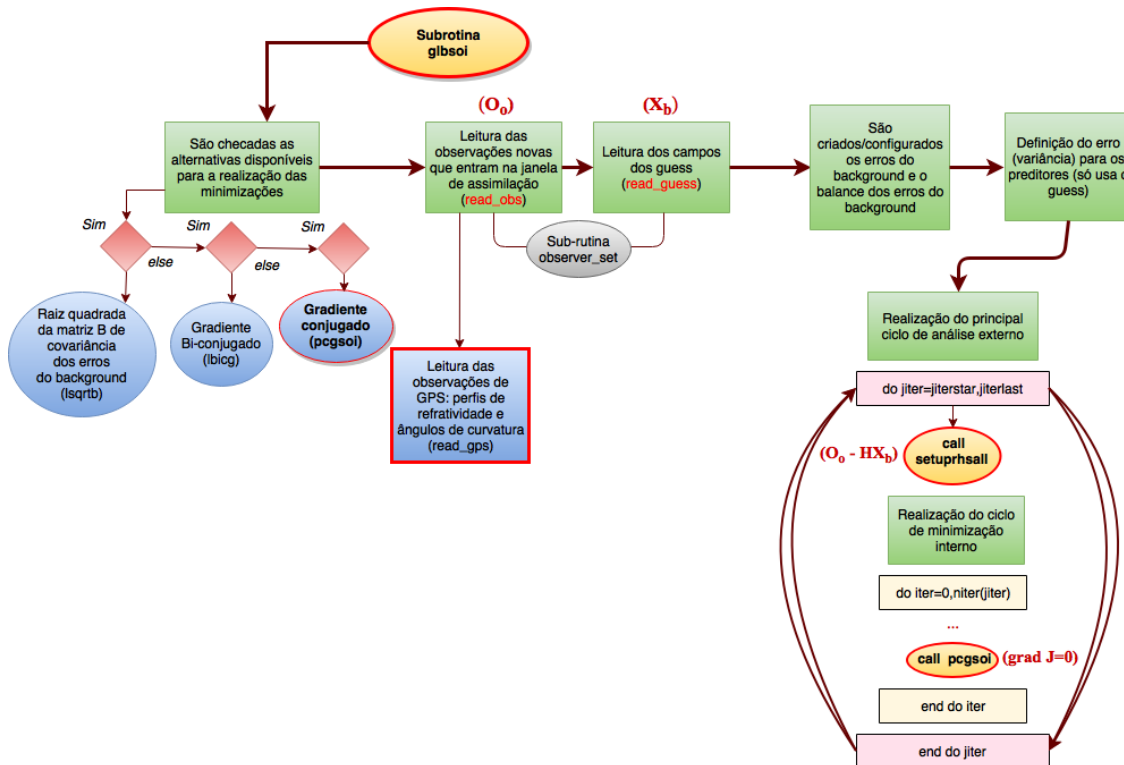 Subrotina
glbsoi
(Oo)
(Xb)
São checadas as
alternativas disponíveis
para a realização das
minimizações
Leitura das
observações novas
que entram na janela
de assimilação
(read_obs)
Leitura dos campos
dos guess
(read_guess)
São
criados/configurados
os erros do
background e o
balance dos erros do
background
Definição do erro
(variância) para os
preditores (só usa o
guess)
Sim
else
Sim
else
Sim
Sub-rutina
observer_set
Raiz quadrada
da matriz B de
covariância
dos erros
do background
(lsqrtb)
Gradiente
Bi-conjugado
(lbicg)
Gradiente
conjugado
(pcgsoi)
Leitura das
observações de
GPS: perfis de
refratividade e
ângulos de curvatura
(read_gps)
Realização do principal
ciclo de análise externo
do jiter=jiterstar,jiterlast
(Oo - HXb)
call
setuprhsall
Realização do ciclo
de minimização
interno
do iter=0,niter(jiter)
...
call pcgsoi
(grad J=0)
end do iter
end do jiter